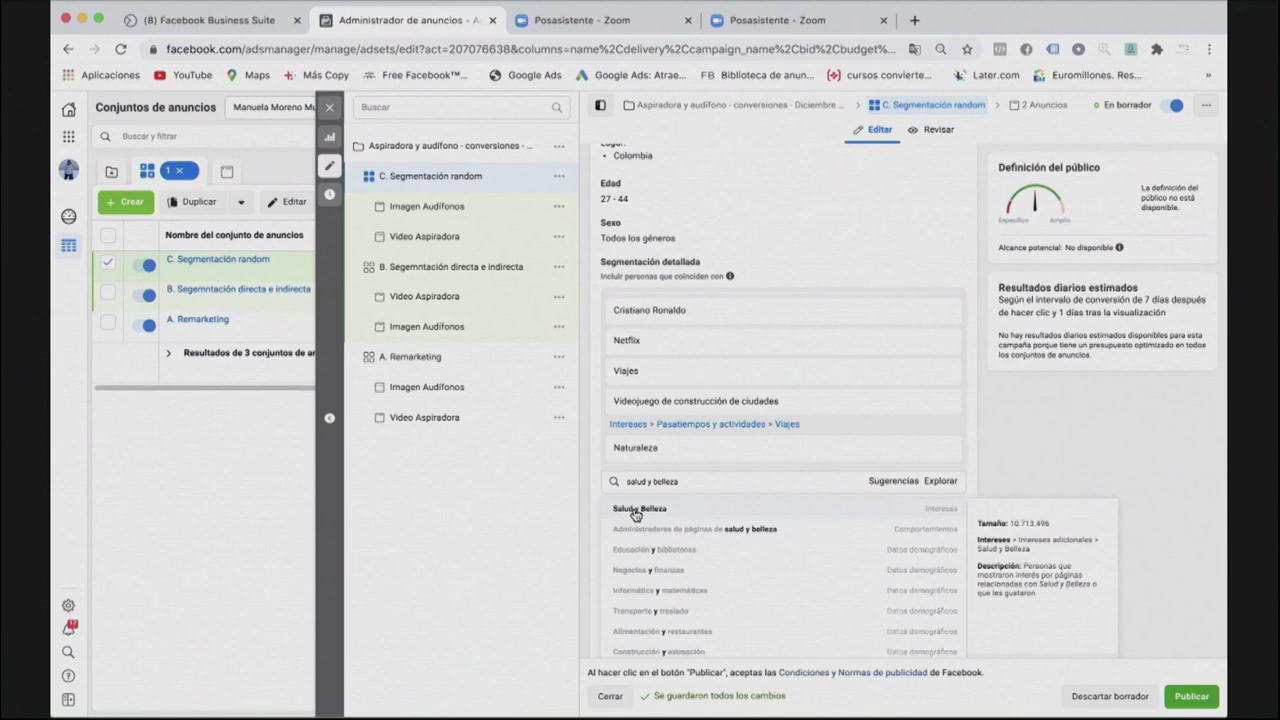 (8) Facebook Business Suite
Administrador de anuncios - A
Posasistente - Zoom
Posasistente - Zoom
facebook.com/adsmanager/manage/adsets/edit?act=207076638&columns=name%2Cdelivery%2Ccampaign_name%2Cbid%2Cbudget%...
Aplicaciones
YouTube
Maps
Más Copy
Free Facebook™...
Google Ads
Google Ads: Atrae...
FB Biblioteca de anun...
cursos convierte...
Later.com
Euromillones. Res...
»
Conjuntos de anuncios
Manuela Moreno Mu
Buscar y filtrar
1 ×
+ Crear
Duplicar
Editar
Nombre del conjunto de anuncios
C. Segmentación random
B. Segemntación directa e indirecta
A. Remarketing
Resultados de 3 conjuntos de an
Buscar
Aspiradora y audífono - conversiones - ...
C. Segmentación random
Imagen Audífonos
Video Aspiradora
B. Segemntación directa e indirecta
Video Aspiradora
Imagen Audífonos
A. Remarketing
Imagen Audífonos
Video Aspiradora
Aspiradora y audífono - conversiones - Diciembre ...
C. Segmentación random
2 Anuncios
En borrador
Editar
Revisar
Lugar:
• Colombia
Edad
27 - 44
Sexo
Todos los géneros
Segmentación detallada
Incluir personas que coinciden con
Cristiano Ronaldo
Netflix
Viajes
Videojuego de construcción de ciudades
Intereses > Pasatiempos y actividades > Viajes
Naturaleza
salud y belleza
Sugerencias
Explorar
Salud y Belleza
Intereses
Administradores de páginas de salud y belleza
Comportamientos
Educación y bibliotecas
Datos demográficos
Negocios y finanzas
Datos demográficos
Informática y matemáticas
Datos demográficos
Transporte y traslado
Datos demográficos
Alimentación y restaurantes
Datos demográficos
Construcción y extracción
Datos demográficos
Tamaño: 10.713.496
Intereses > Intereses adicionales >
Salud y Belleza
Descripción: Personas que
mostraron interés por páginas
relacionadas con Salud y Belleza o
que les gustaron
Definición del público
Específico
Amplio
La definición del
público no está
disponible.
Alcance potencial: No disponible
Resultados diarios estimados
Según el intervalo de conversión de 7 días después
de hacer clic y 1 días tras la visualización
No hay resultados diarios estimados disponibles para esta
campaña porque tiene un presupuesto optimizado en todos
los conjuntos de anuncios.
Al hacer clic en el botón "Publicar", aceptas las Condiciones y Normas de publicidad de Facebook.
Cerrar
Se guardaron todos los cambios
Descartar borrador
Publicar